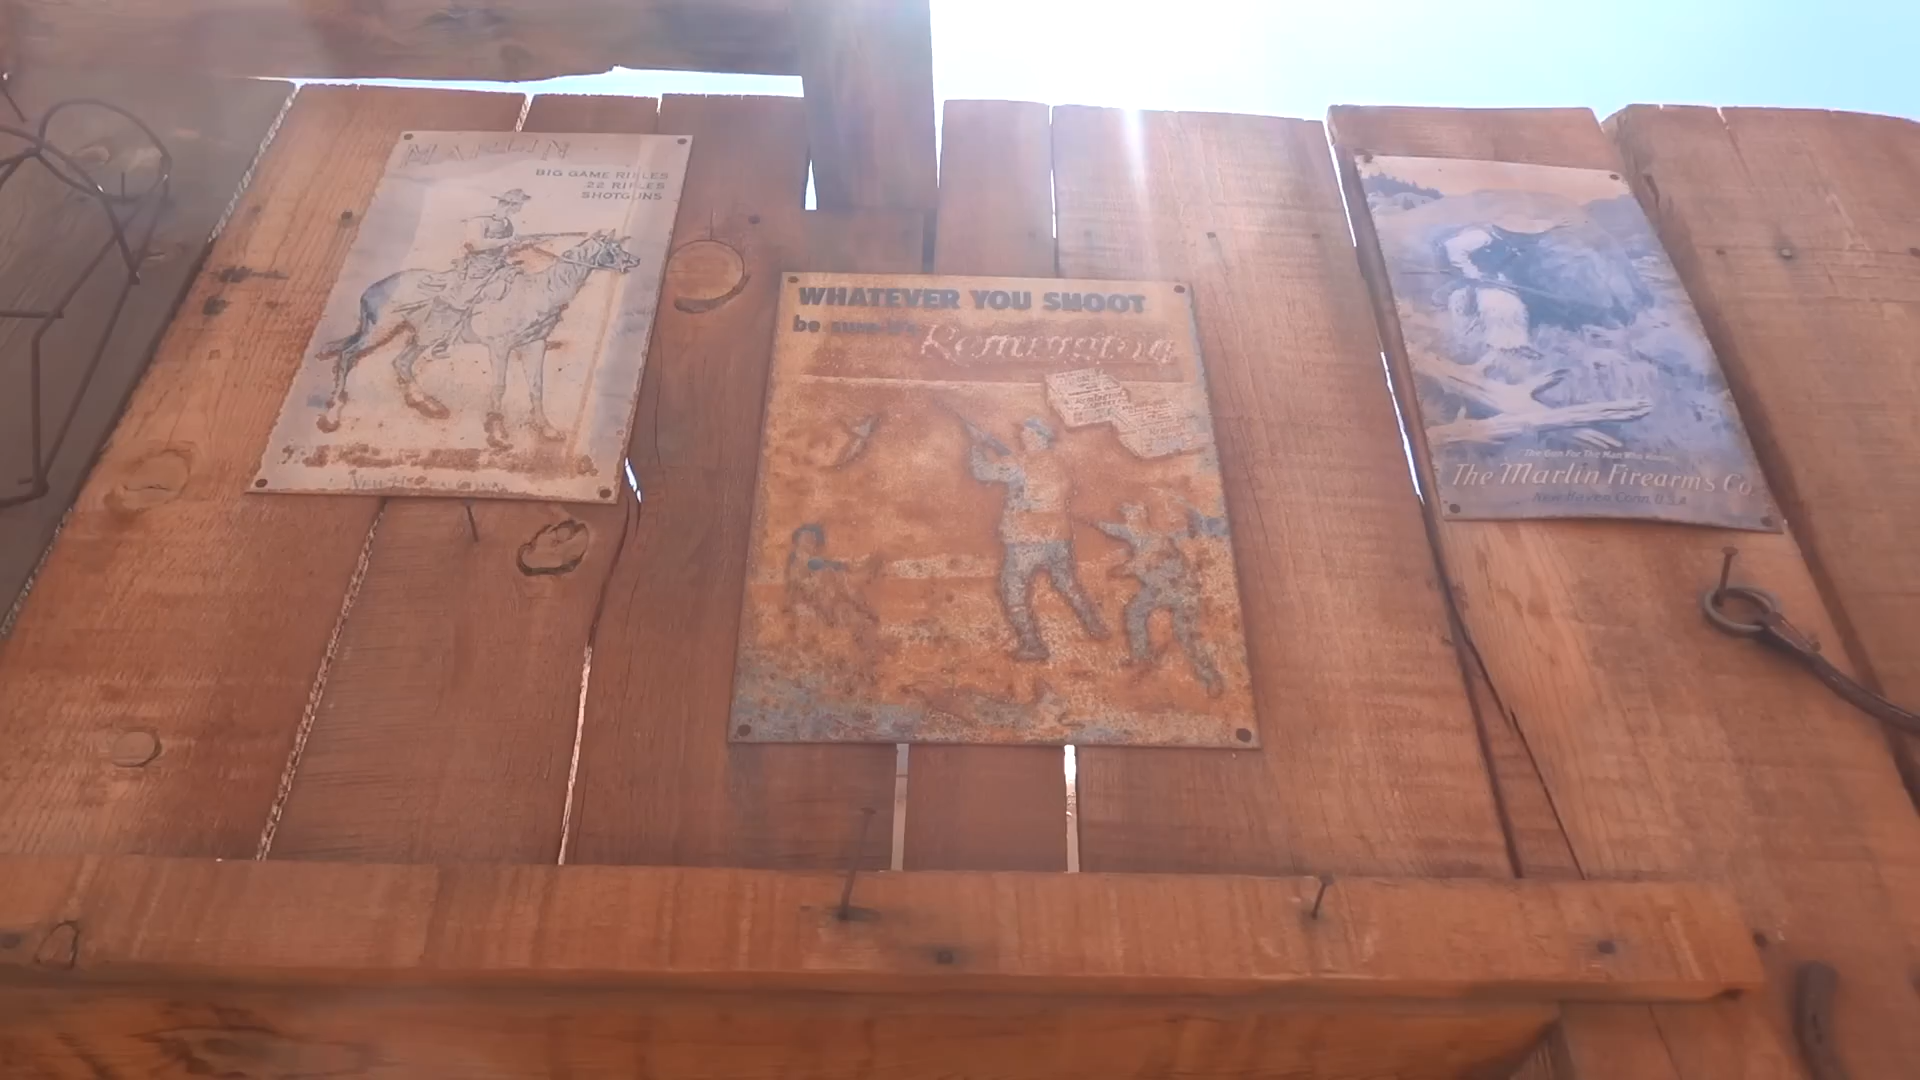 MARLIN
BIG GAME RIFLES
22 RIFLES
SHOTGUNS
WHATEVER YOU SHOOT
be sure it's Remington
The Gun For The Man Who Knows
The Marlin Firearms Co.
New Haven Conn. U.S.A.